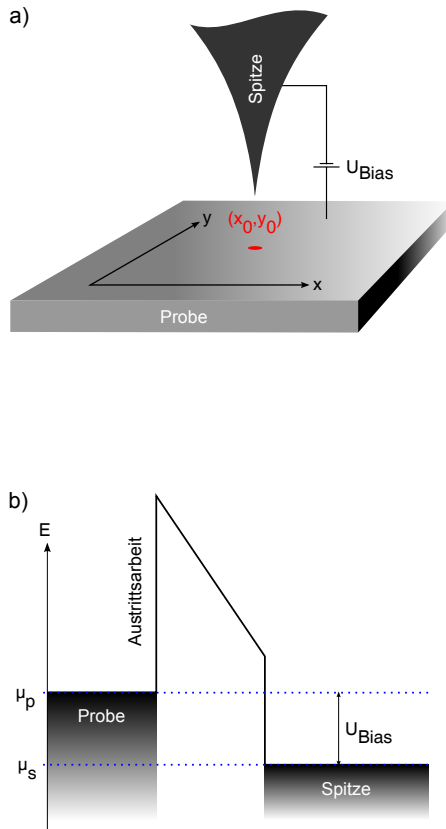 a)
Spitze
U_Bias
y
(x_0,y_0)
x
Probe
b)
E
Austrittsarbeit
μ_p
Probe
U_Bias
μ_s
Spitze